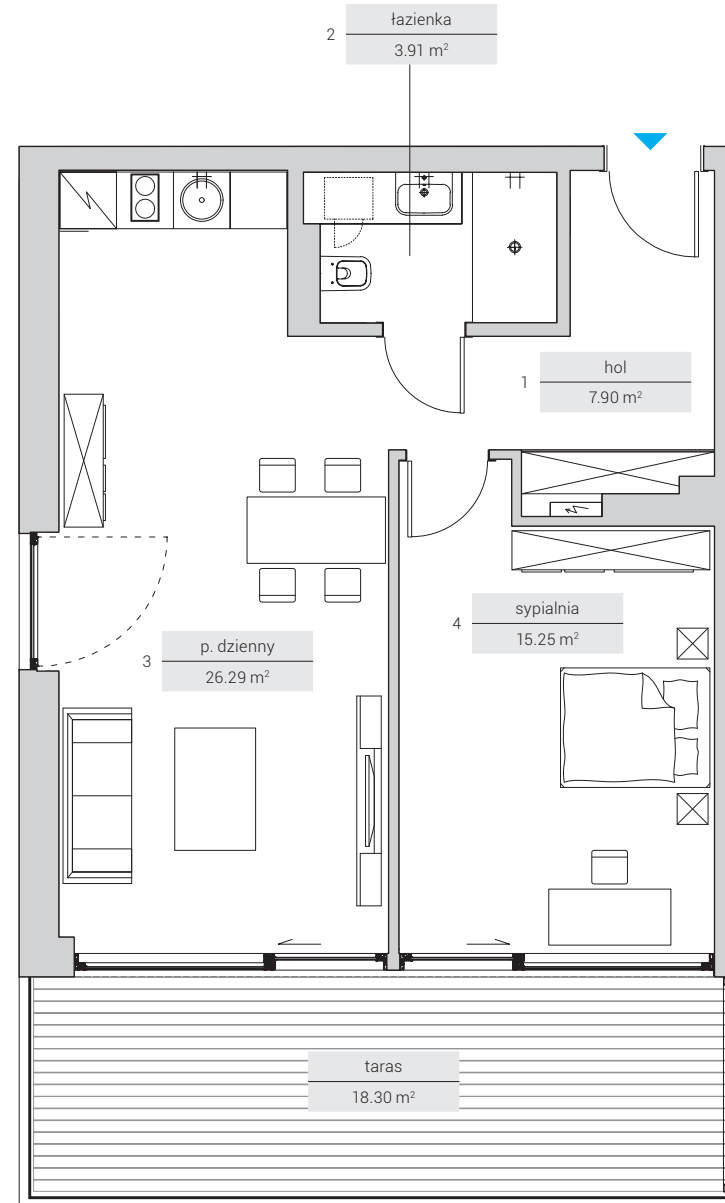 2
łazienka
3.91 m²
1
hol
7.90 m²
3
p. dzienny
26.29 m²
4
sypialnia
15.25 m²
taras
18.30 m²